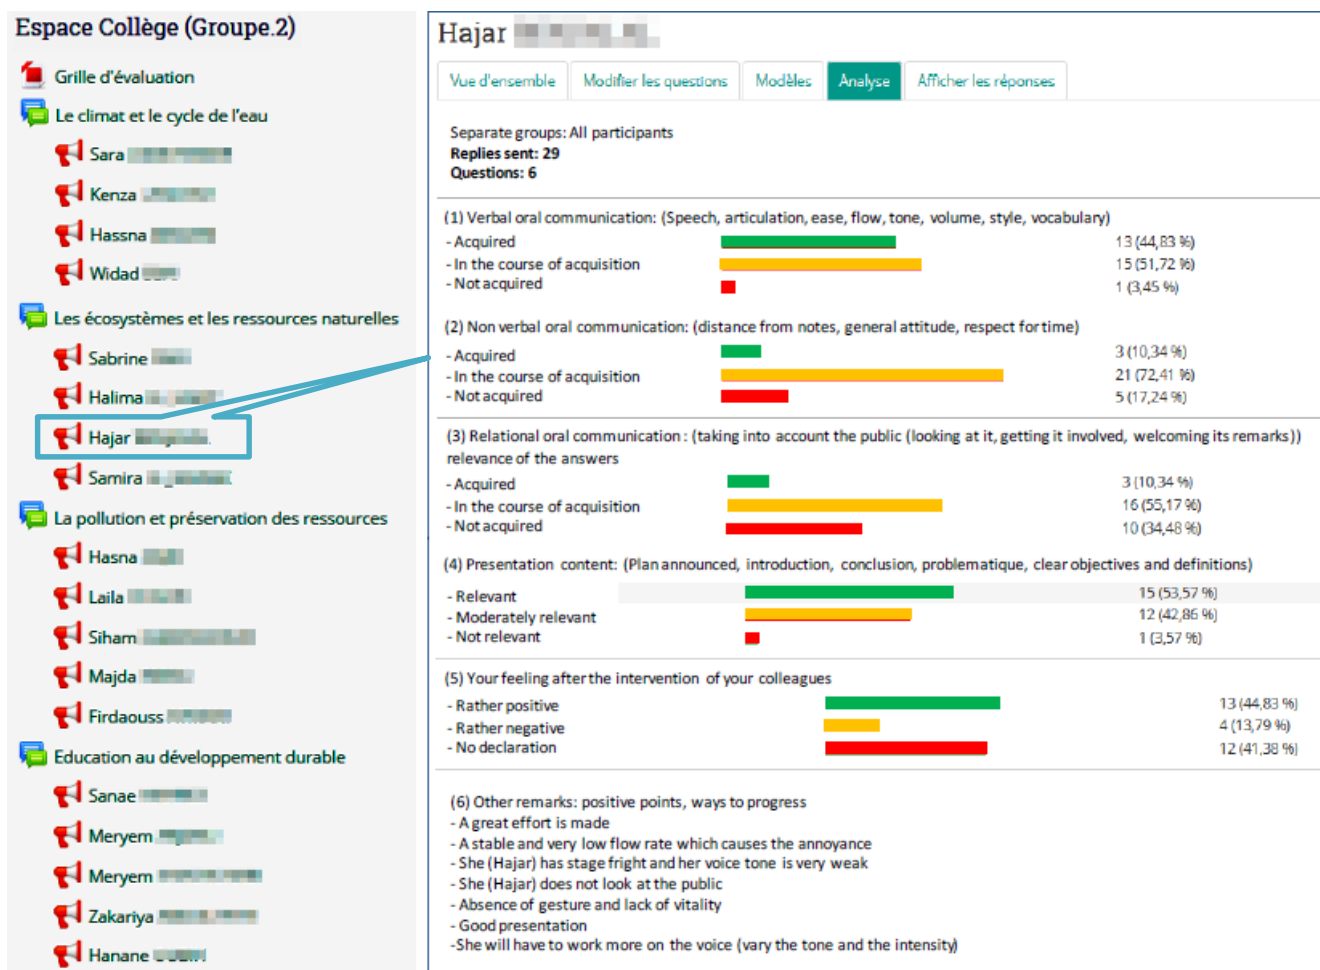 Espace Collège (Groupe.2)
Grille d'évaluation
Le climat et le cycle de l'eau
Sara
Kenza
Hassna
Widad
Les écosystèmes et les ressources naturelles
Sabrine
Halima
Hajar
Samira
La pollution et préservation des ressources
Hasna
Laila
Siham
Majda
Firdaouss
Education au développement durable
Sanae
Meryem
Meryem
Zakariya
Hanane
Hajar
Vue d'ensemble Modifier les questions Modèles Analyse Afficher les réponses
Separate groups: All participants
Replies sent: 29
Questions: 6
(1) Verbal oral communication: (Speech, articulation, ease, flow, tone, volume, style, vocabulary)
- Acquired 13 (44,83 %)
- In the course of acquisition 15 (51,72 %)
- Not acquired 1 (3,45 %)
(2) Non verbal oral communication: (distance from notes, general attitude, respect for time)
- Acquired 3 (10,34 %)
- In the course of acquisition 21 (72,41 %)
- Not acquired 5 (17,24 %)
(3) Relational oral communication : (taking into account the public (looking at it, getting it involved, welcoming its remarks))
relevance of the answers
- Acquired 3 (10,34 %)
- In the course of acquisition 16 (55,17 %)
- Not acquired 10 (34,48 %)
(4) Presentation content: (Plan announced, introduction, conclusion, problematique, clear objectives and definitions)
- Relevant 15 (53,57 %)
- Moderately relevant 12 (42,86 %)
- Not relevant 1 (3,57 %)
(5) Your feeling after the intervention of your colleagues
- Rather positive 13 (44,83 %)
- Rather negative 4 (13,79 %)
- No declaration 12 (41,38 %)
(6) Other remarks: positive points, ways to progress
- A great effort is made
- A stable and very low flow rate which causes the annoyance
- She (Hajar) has stage fright and her voice tone is very weak
- She (Hajar) does not look at the public
- Absence of gesture and lack of vitality
- Good presentation
-She will have to work more on the voice (vary the tone and the intensity)